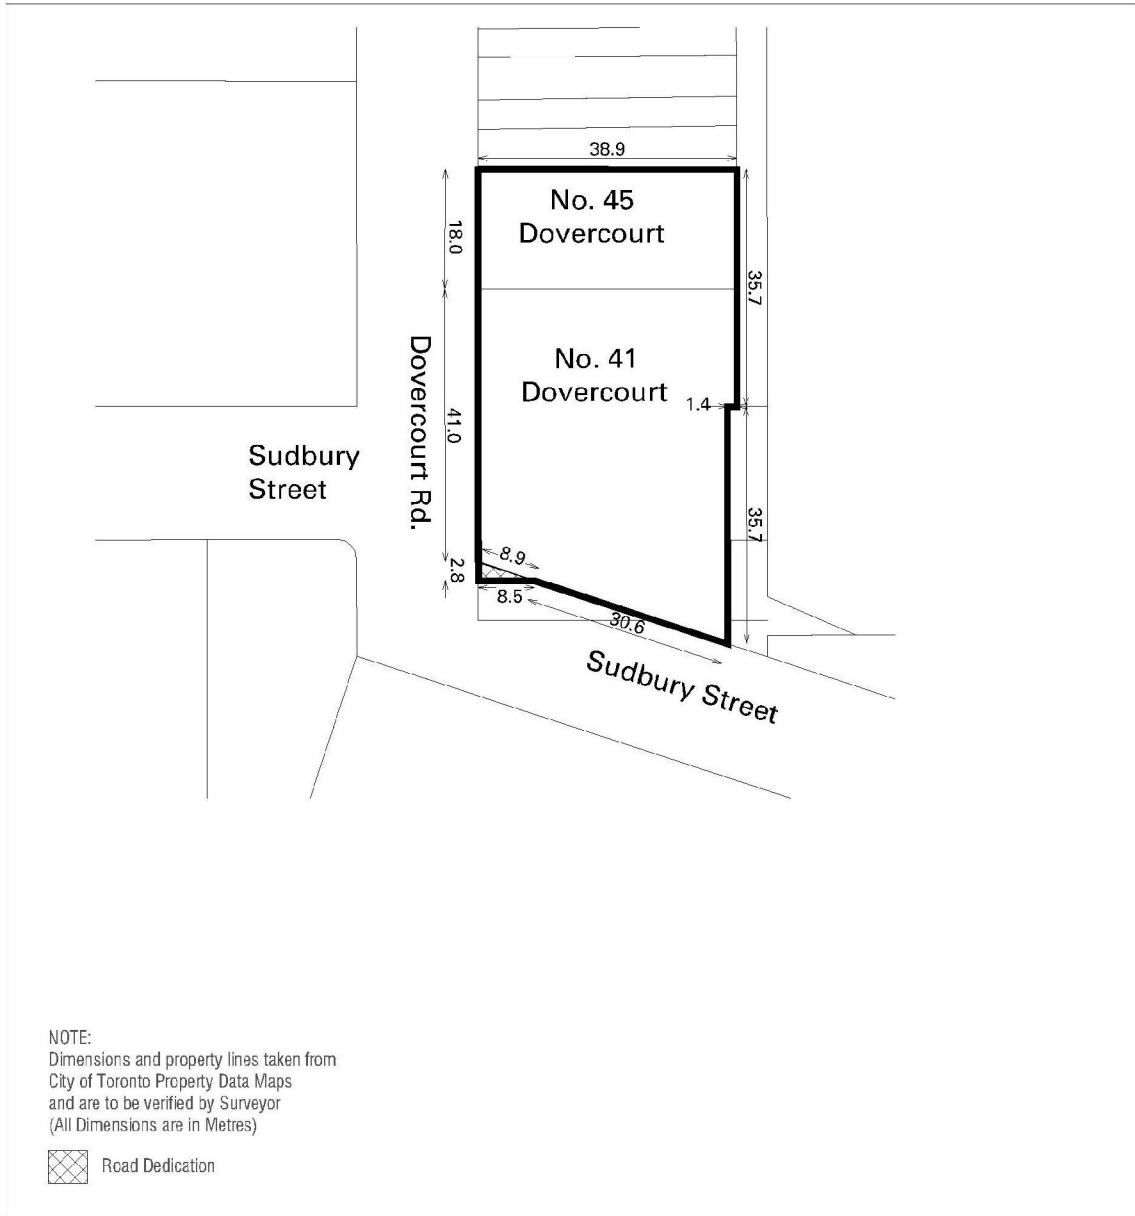 38.9
No. 45
Dovercourt
18.0
35.7
No. 41
Dovercourt
1.4
Dovercourt Rd.
41.0
Sudbury
Street
35.7
8.9
2.8
8.5
30.6
Sudbury Street
NOTE:
Dimensions and property lines taken from
City of Toronto Property Data Maps
and are to be verified by Surveyor
(All Dimensions are in Metres)
Road Dedication